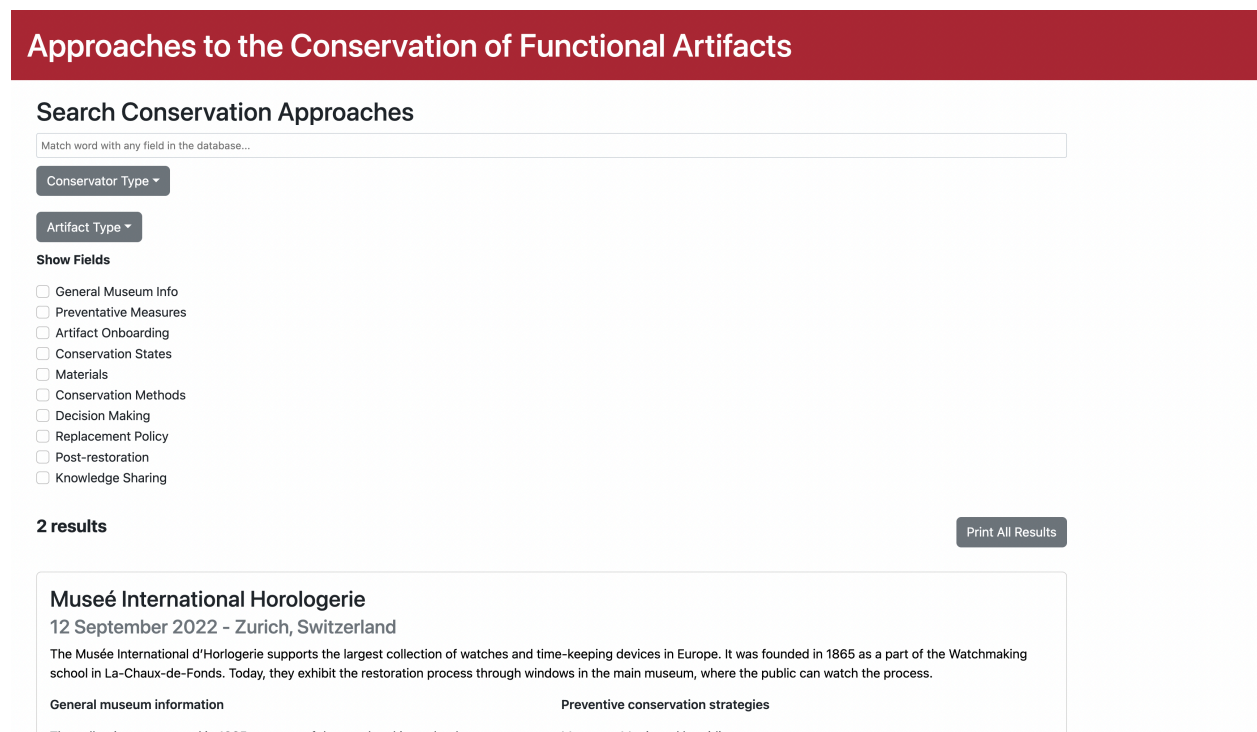 Approaches to the Conservation of Functional Artifacts
Search Conservation Approaches
Match word with any field in the database...
Conservator Type
Artifact Type
Show Fields
General Museum Info
Preventative Measures
Artifact Onboarding
Conservation States
Materials
Conservation Methods
Decision Making
Replacement Policy
Post-restoration
Knowledge Sharing
2 results
Print All Results
Museé International Horologerie
12 September 2022 - Zurich, Switzerland
The Musée International d'Horlogerie supports the largest collection of watches and time-keeping devices in Europe. It was founded in 1865 as a part of the Watchmaking
school in La-Chaux-de-Fonds. Today, they exhibit the restoration process through windows in the main museum, where the public can watch the process.
General museum information
Preventive conservation strategies